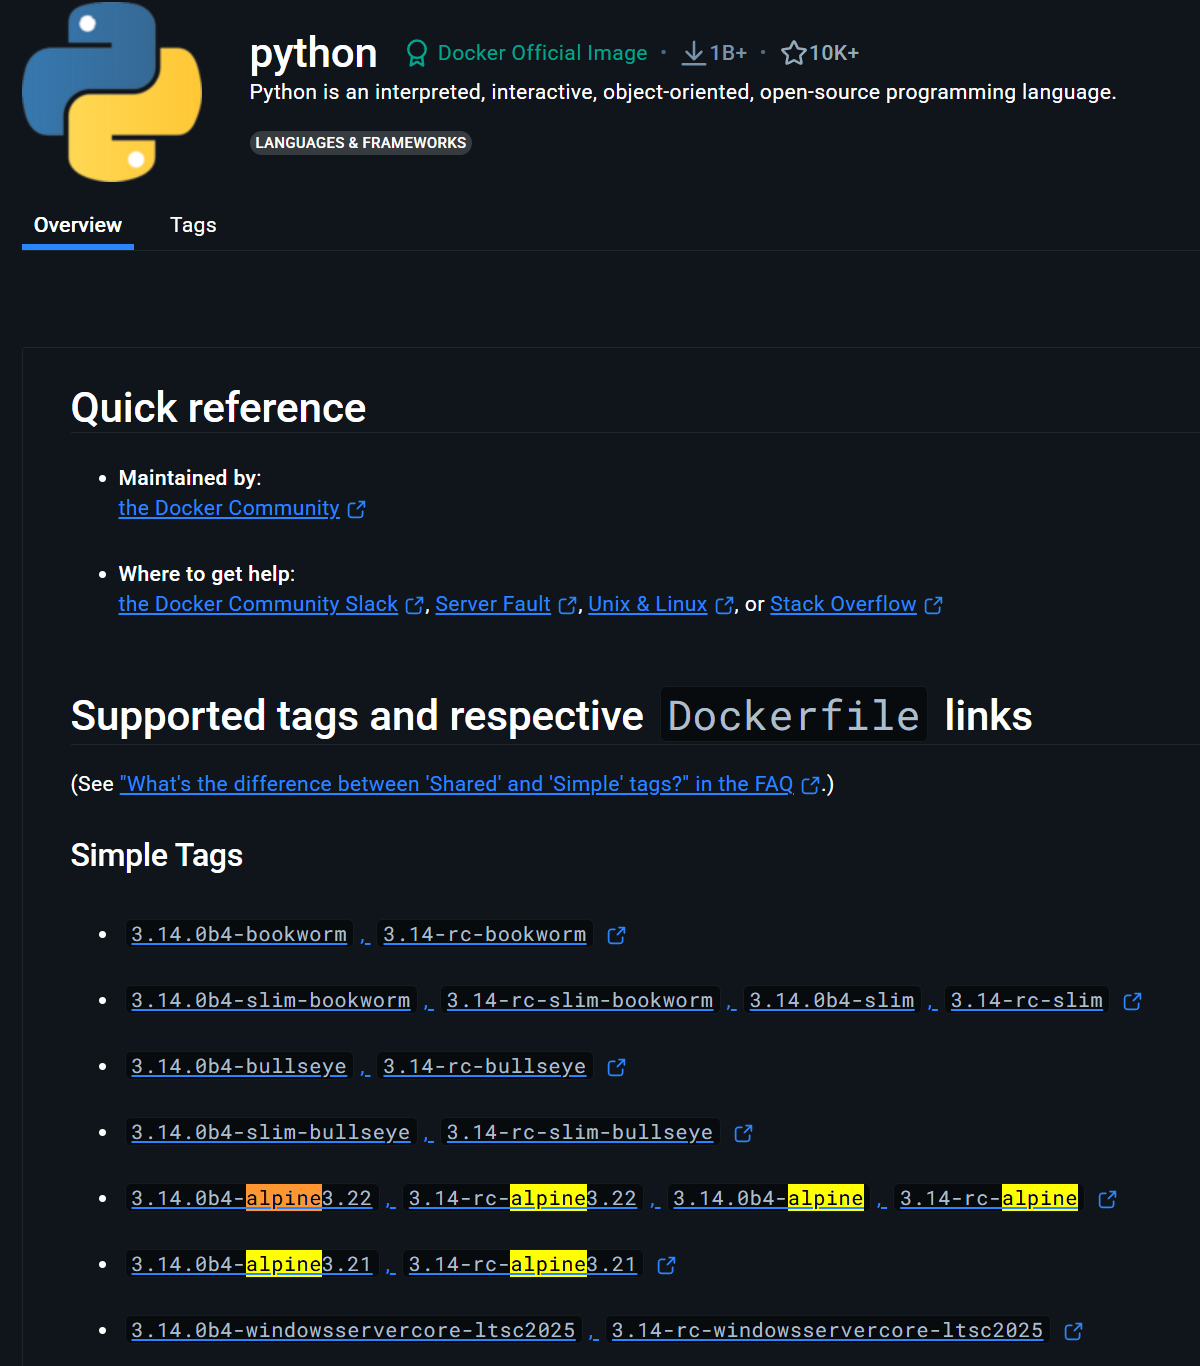 python Docker Official Image • 1B+ • 10K+
Python is an interpreted, interactive, object-oriented, open-source programming language.
LANGUAGES & FRAMEWORKS
Overview Tags
Quick reference
• Maintained by:
the Docker Community
• Where to get help:
the Docker Community Slack, Server Fault, Unix & Linux, or Stack Overflow
Supported tags and respective Dockerfile links
(See "What's the difference between 'Shared' and 'Simple' tags?" in the FAQ.)
Simple Tags
• 3.14.0b4-bookworm, 3.14-rc-bookworm
• 3.14.0b4-slim-bookworm, 3.14-rc-slim-bookworm, 3.14.0b4-slim, 3.14-rc-slim
• 3.14.0b4-bullseye, 3.14-rc-bullseye
• 3.14.0b4-slim-bullseye, 3.14-rc-slim-bullseye
• 3.14.0b4-alpine3.22, 3.14-rc-alpine3.22, 3.14.0b4-alpine, 3.14-rc-alpine
• 3.14.0b4-alpine3.21, 3.14-rc-alpine3.21
• 3.14.0b4-windowsservercore-ltsc2025, 3.14-rc-windowsservercore-ltsc2025